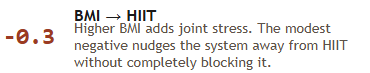 -0.3
BMI → HIIT
Higher BMI adds joint stress. The modest
negative nudges the system away from HIIT
without completely blocking it.